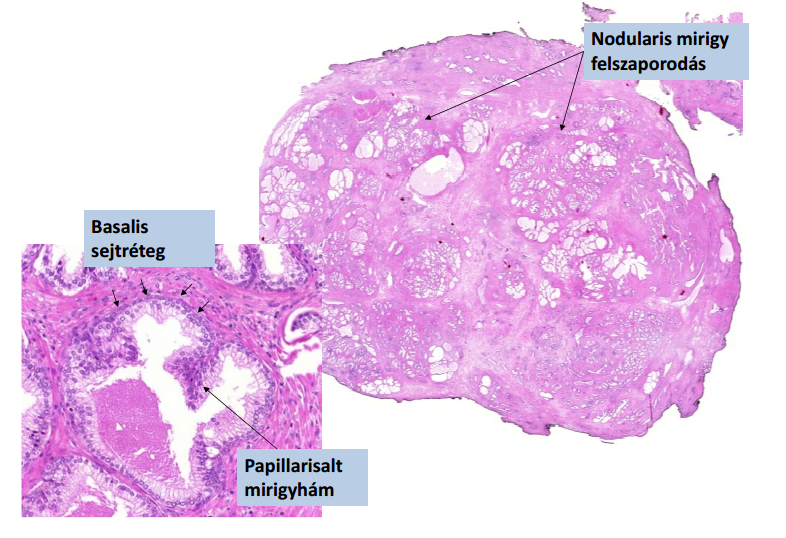 Nodularis mirigy
felszaporodás
Basalis
sejtréteg
Papillarisalt
mirigyhám